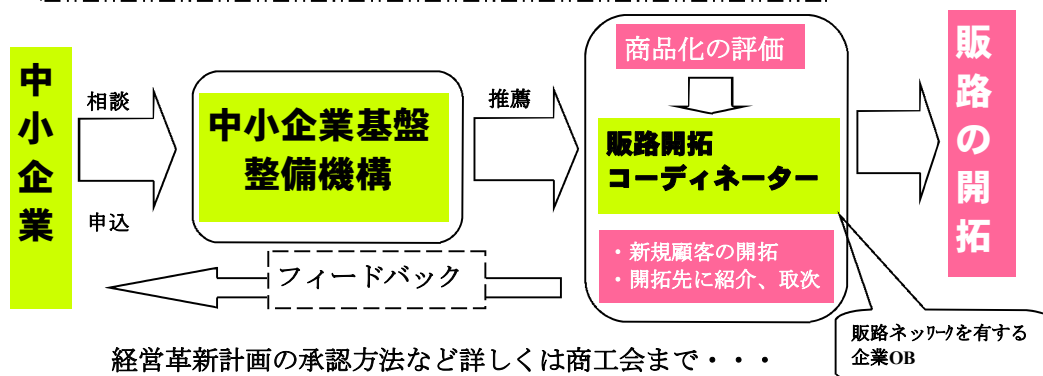 中小企業
相談
申込
中小企業基盤
整備機構
推薦
商品化の評価
販路開拓
コーディネーター
・新規顧客の開拓
・開拓先に紹介、取次
販路の開拓
フィードバック
販路ネットワークを有する
企業OB
経営革新計画の承認方法など詳しくは商工会まで・・・